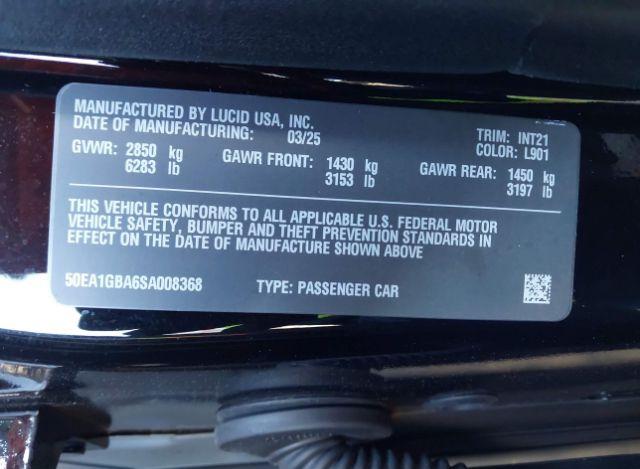 MANUFACTURED BY LUCID USA, INC.
DATE OF MANUFACTURING: 03/25 TRIM: INT21
COLOR: L901
GVWR: 2850 kg GAWR FRONT: 1430 kg GAWR REAR: 1450 kg
6283 lb 3153 lb 3197 lb
THIS VEHICLE CONFORMS TO ALL APPLICABLE U.S. FEDERAL MOTOR
VEHICLE SAFETY, BUMPER AND THEFT PREVENTION STANDARDS IN
EFFECT ON THE DATE OF MANUFACTURE SHOWN ABOVE
50EA1GBA6SA008368 TYPE: PASSENGER CAR